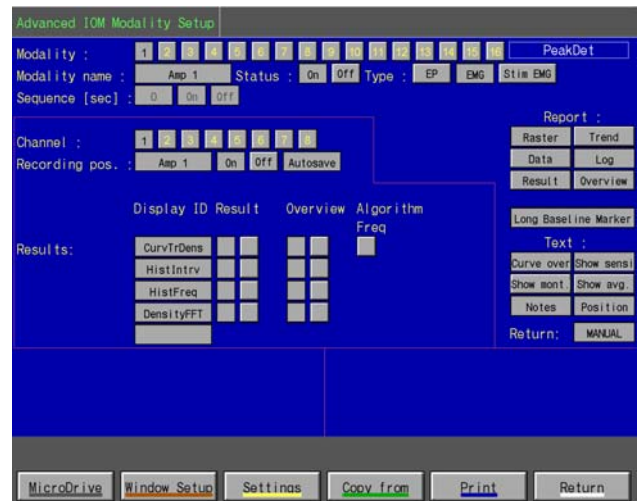 Advanced IOM Modality Setup
Modality : 1 2 3 4 5 6 7 8 9 10 11 12 13 14 15 16 PeakDet
Modality name : Amp 1 Status : On Off Type : EP EMG Stim EMG
Sequence [sec] : 0 On Off
Report :
Channel : 1 2 3 4 5 6 7 8 Raster Trend
Recording pos. : Amp 1 On Off Autosave Data Log
Result Overview
Display ID Result Overview Algorithm
Freq
Long Baseline Marker
Text :
Results: CurvTrDens Curve over Show sensi
HistIntrv Show mont. Show avg.
HistFreq Notes Position
DensityFFT Return: MANUAL
MicroDrive Window Setup Settings Copy from Print Return